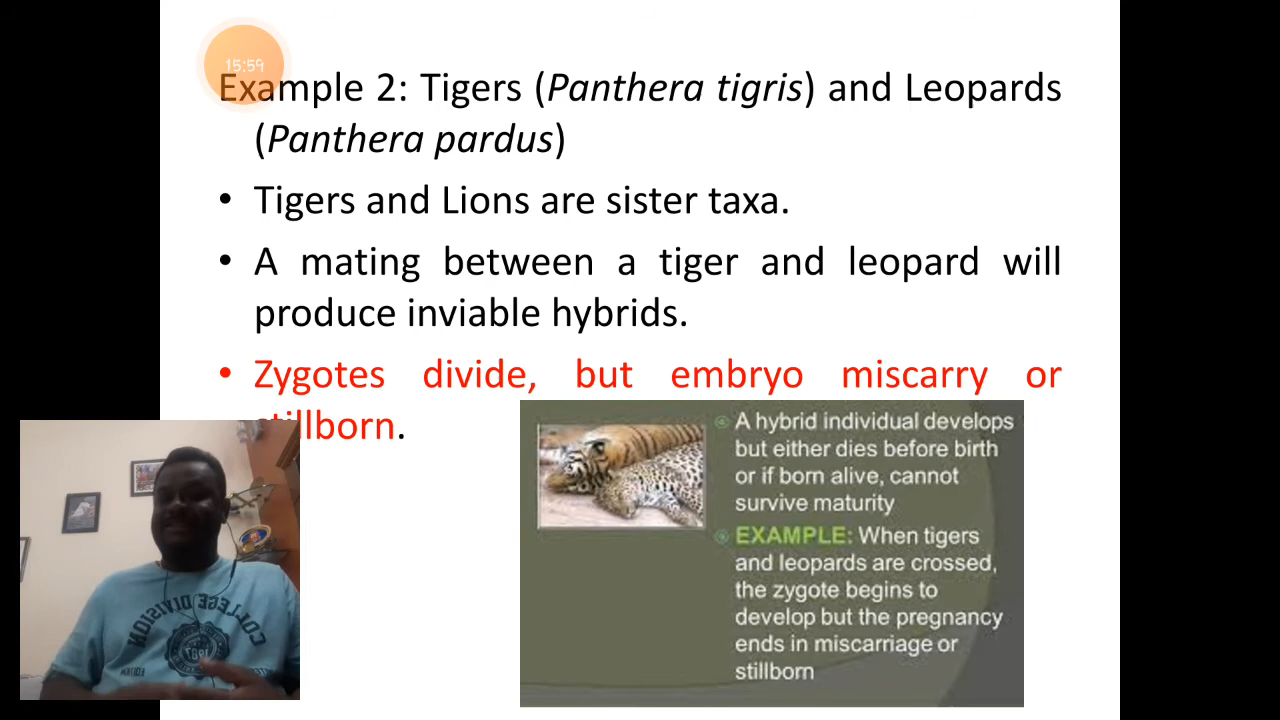 15:59
Example 2: Tigers (Panthera tigris) and Leopards
(Panthera pardus)
• Tigers and Lions are sister taxa.
• A mating between a tiger and leopard will
produce inviable hybrids.
• Zygotes divide, but embryo miscarry or
stillborn.
A hybrid individual develops
but either dies before birth
or if born alive, cannot
survive maturity
EXAMPLE: When tigers
and leopards are crossed,
the zygote begins to
develop but the pregnancy
ends in miscarriage or
stillborn
COLLEGE DIVISION